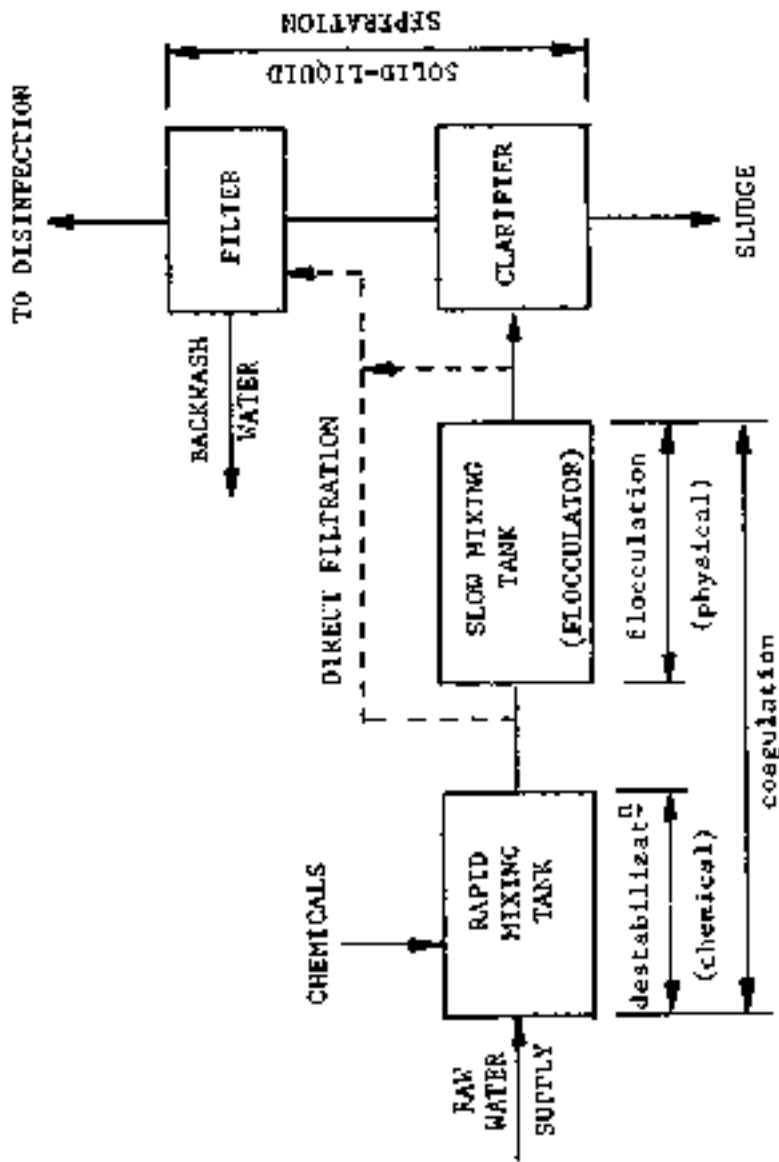 TO DISINFECTION
SOLID-LIQUID
SEPERATION
FILTER
BACKWASH
WATER
DIRECT FILTRATION
CLARIFIER
SLUDGE
CHEMICALS
RAW
WATER
SUPPLY
RAPID
MIXING
TANK
SLOW MIXING
TANK
(FLOCCULATOR)
destabilizatⁿ
(chemical)
flocculation
(physical)
coagulation